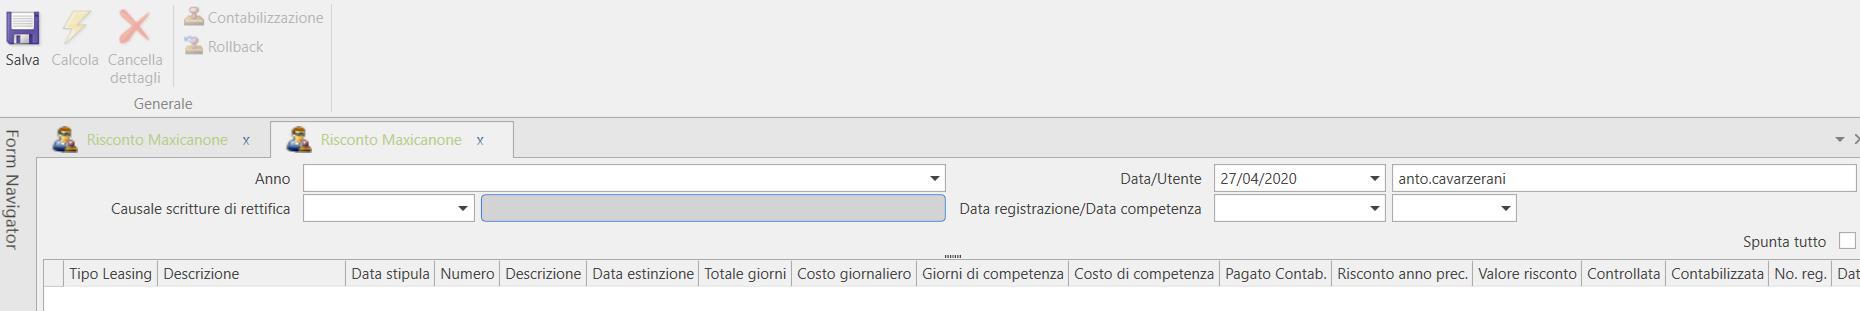 Salva
Calcola
Cancella
dettagli
Contabilizzazione
Rollback
Generale
Form Navigator
Risconto Maxicanone x
Risconto Maxicanone x
Anno
Data/Utente 27/04/2020 anto.cavarzerani
Causale scritture di rettifica
Data registrazione/Data competenza
Spunta tutto
Tipo Leasing Descrizione Data stipula Numero Descrizione Data estinzione Totale giorni Costo giornaliero Giorni di competenza Costo di competenza Pagato Contab. Risconto anno prec. Valore risconto Controllata Contabilizzata No. reg. Dat